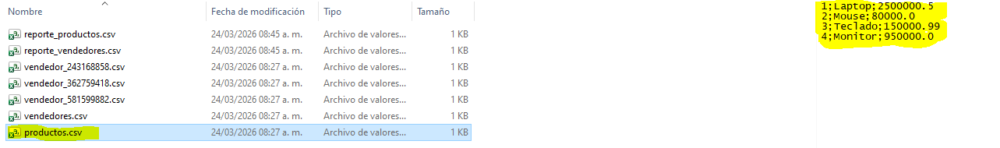 Nombre Fecha de modificación Tipo Tamaño
reporte_productos.csv 24/03/2026 08:45 a. m. Archivo de valores... 1 KB
reporte_vendedores.csv 24/03/2026 08:45 a. m. Archivo de valores... 1 KB
vendedor_243168858.csv 24/03/2026 08:27 a. m. Archivo de valores... 1 KB
vendedor_362759418.csv 24/03/2026 08:27 a. m. Archivo de valores... 1 KB
vendedor_581599882.csv 24/03/2026 08:27 a. m. Archivo de valores... 1 KB
vendedores.csv 24/03/2026 08:27 a. m. Archivo de valores... 1 KB
productos.csv 24/03/2026 08:27 a. m. Archivo de valores... 1 KB
1;Laptop;2500000.5
2;Mouse;80000.0
3;Teclado;150000.99
4;Monitor;950000.0